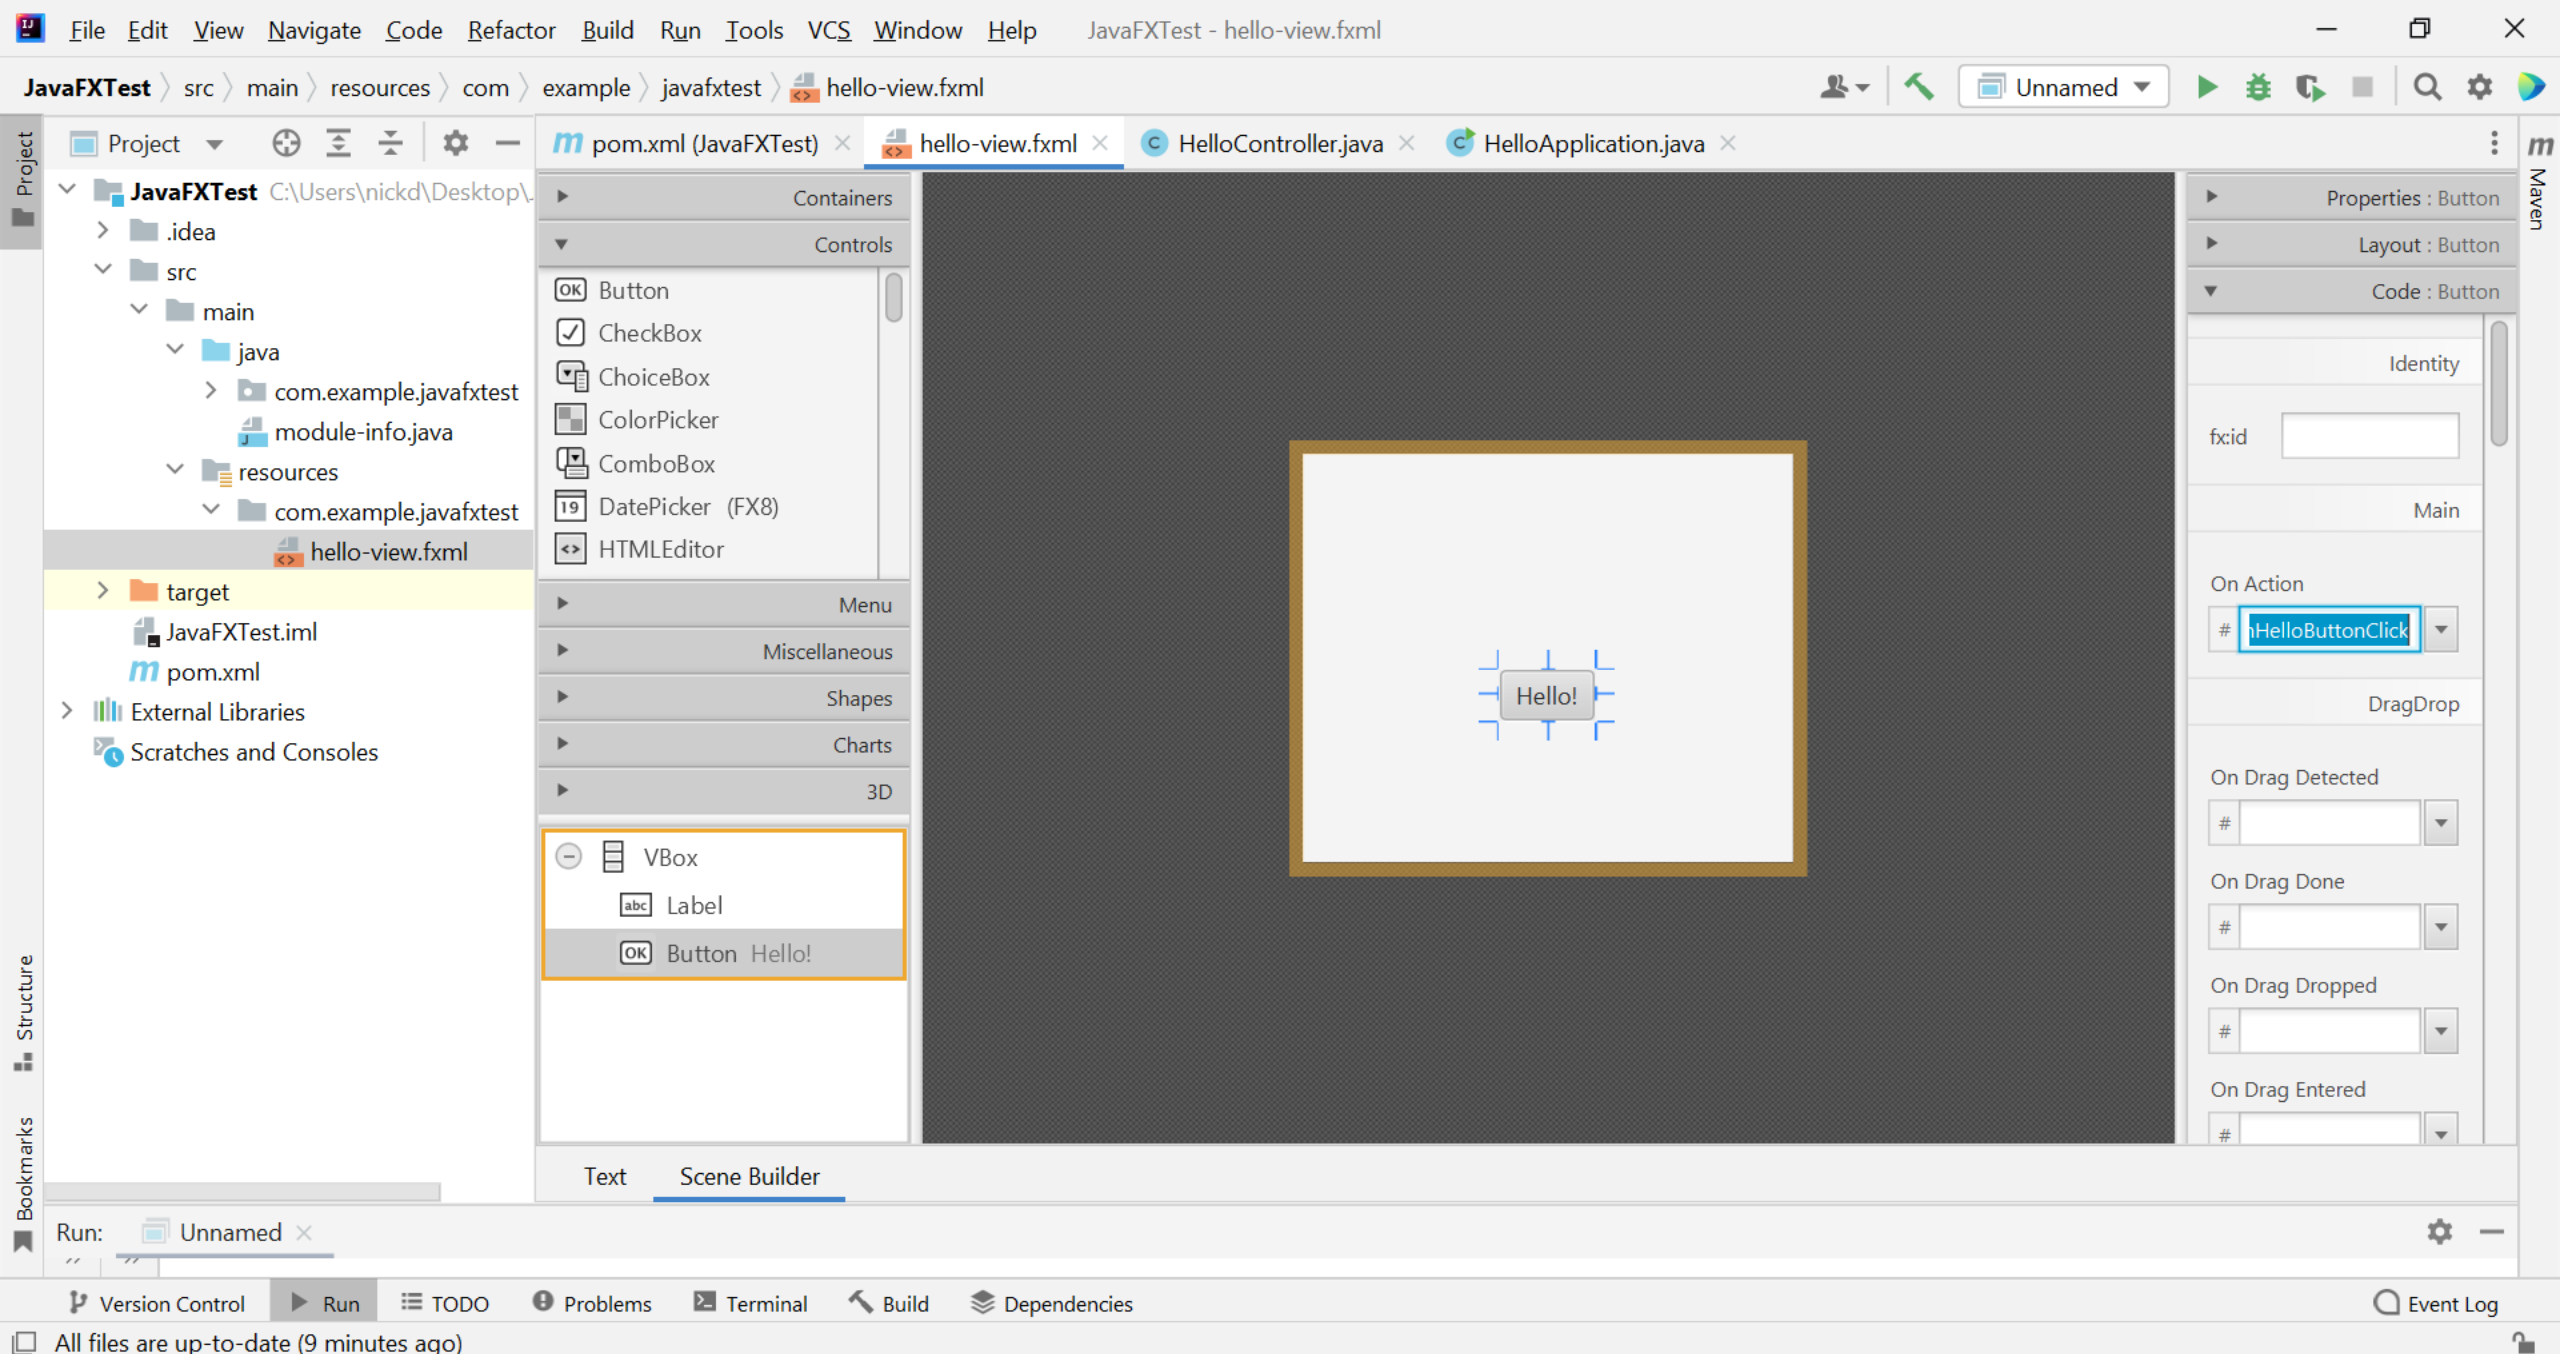 File Edit View Navigate Code Refactor Build Run Tools VCS Window Help JavaFXTest - hello-view.fxml
JavaFXTest src main resources com example javafxtest hello-view.fxml Unnamed
Project
pom.xml (JavaFXTest) hello-view.fxml HelloController.java HelloApplication.java
Project
Structure
Bookmarks
JavaFXTest C:\Users\nickd\Desktop\
.idea
src
main
java
com.example.javafxtest
module-info.java
resources
com.example.javafxtest
hello-view.fxml
target
JavaFXTest.iml
pom.xml
External Libraries
Scratches and Consoles
Containers
Controls
Button
CheckBox
ChoiceBox
ColorPicker
ComboBox
DatePicker (FX8)
HTMLEditor
Menu
Miscellaneous
Shapes
Charts
3D
VBox
Label
Button Hello!
Hello!
Properties : Button
Layout : Button
Code : Button
Identity
fx:id
Main
On Action
# HelloButtonClick
DragDrop
On Drag Detected
#
On Drag Done
#
On Drag Dropped
#
On Drag Entered
#
Maven
Text Scene Builder
Run: Unnamed
Version Control Run TODO Problems Terminal Build Dependencies Event Log
All files are up-to-date (9 minutes ago)